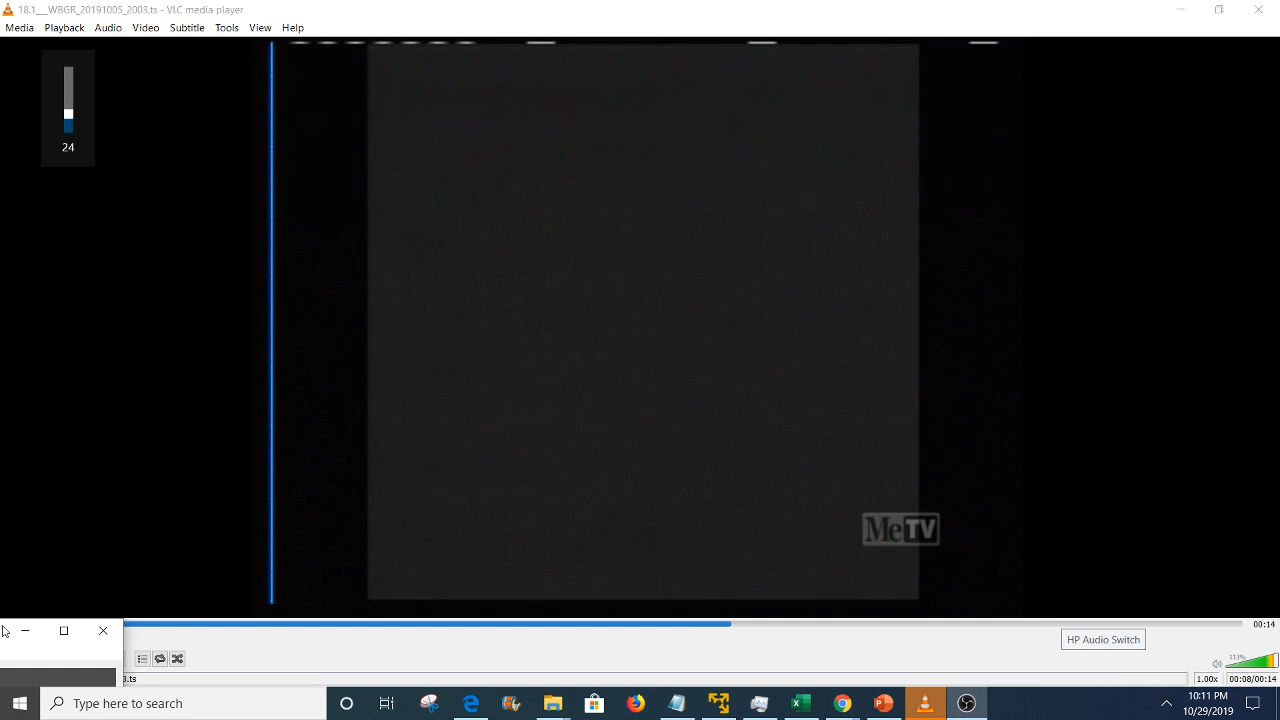 18.1___WBGR_20191005_2003.ts - VLC media player
Media Playback Audio Video Subtitle Tools View Help
24
MeTV
00:14
HP Audio Switch
113%
3.ts
1.00x 00:08/00:14
Type here to search
10:11 PM
10/29/2019